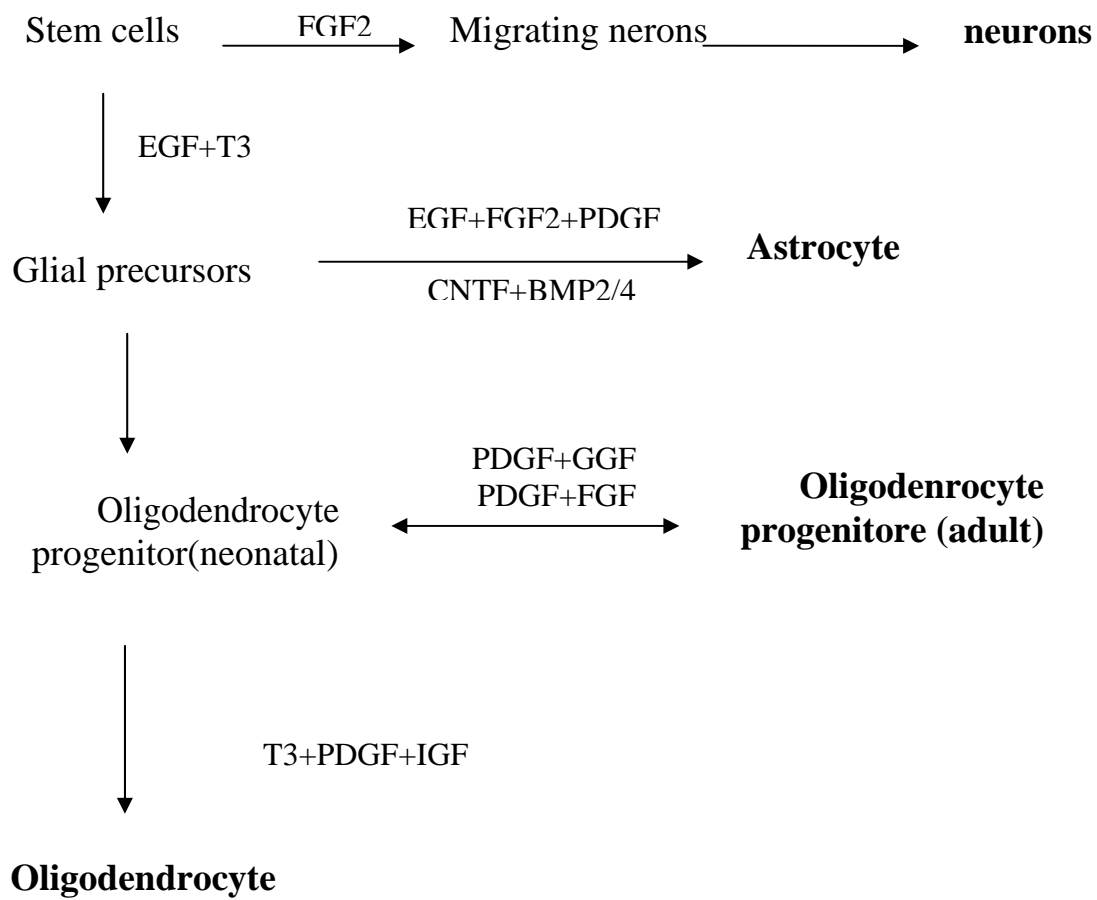 Stem cells
FGF2
Migrating nerons
neurons
EGF+T3
EGF+FGF2+PDGF
Astrocyte
Glial precursors
CNTF+BMP2/4
PDGF+GGF
PDGF+FGF
Oligodenrocyte
progenitore (adult)
Oligodendrocyte
progenitor(neonatal)
T3+PDGF+IGF
Oligodendrocyte